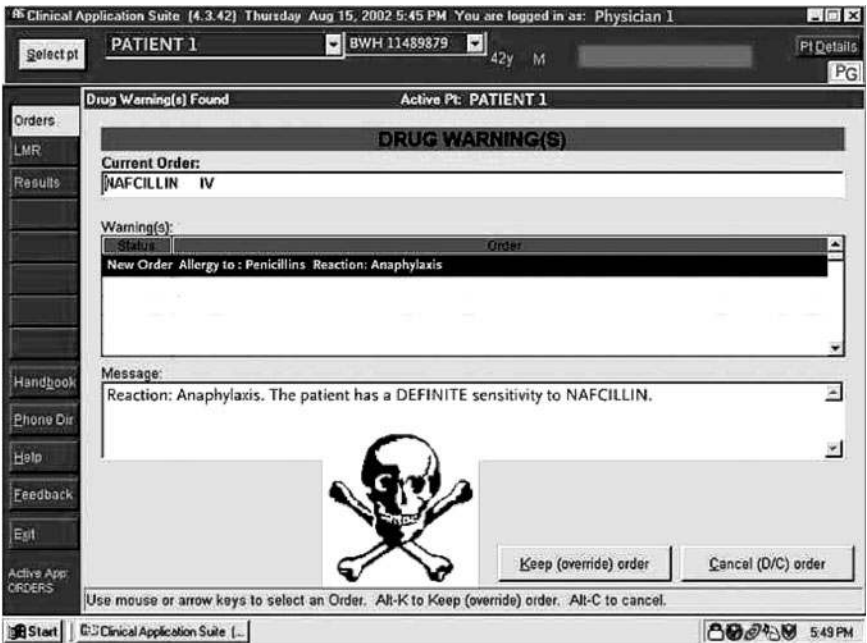 Clinical Application Suite [4.3.42] Thursday Aug 15, 2002 5:45 PM You are logged in as: Physician 1
Select pt
PATIENT 1
BWH 11489879
42y M
Pt Details
PG
Drug Warning(s) Found
Active Pt: PATIENT 1
Orders
LMR
Results
DRUG WARNING(S)
Current Order:
NAFCILLIN IV
Warning(s):
Status Order
New Order Allergy to : Penicillins Reaction: Anaphylaxis
Handbook
Phone Dir
Help
Feedback
Exit
Active App:
ORDERS
Message:
Reaction: Anaphylaxis. The patient has a DEFINITE sensitivity to NAFCILLIN.
Keep (override) order
Cancel (D/C) order
Use mouse or arrow keys to select an Order. Alt-K to Keep (override) order. Alt-C to cancel.
Start
Clinical Application Suite [...
5:49 PM